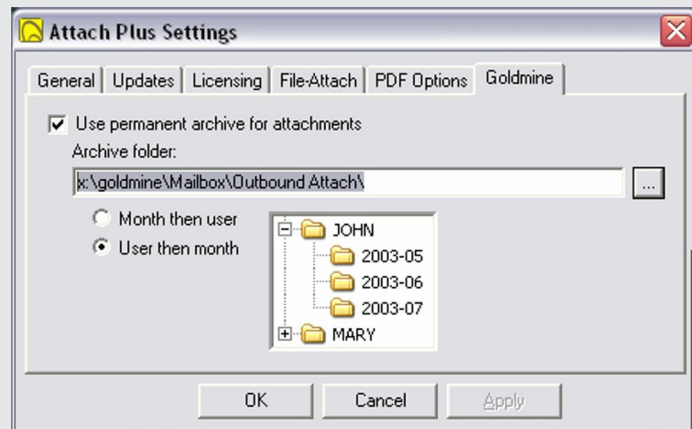 Attach Plus Settings
General Updates Licensing File-Attach PDF Options Goldmine
Use permanent archive for attachments
Archive folder:
x:\goldmine\Mailbox\Outbound Attach\
...
Month then user
User then month
JOHN
2003-05
2003-06
2003-07
MARY
OK Cancel Apply